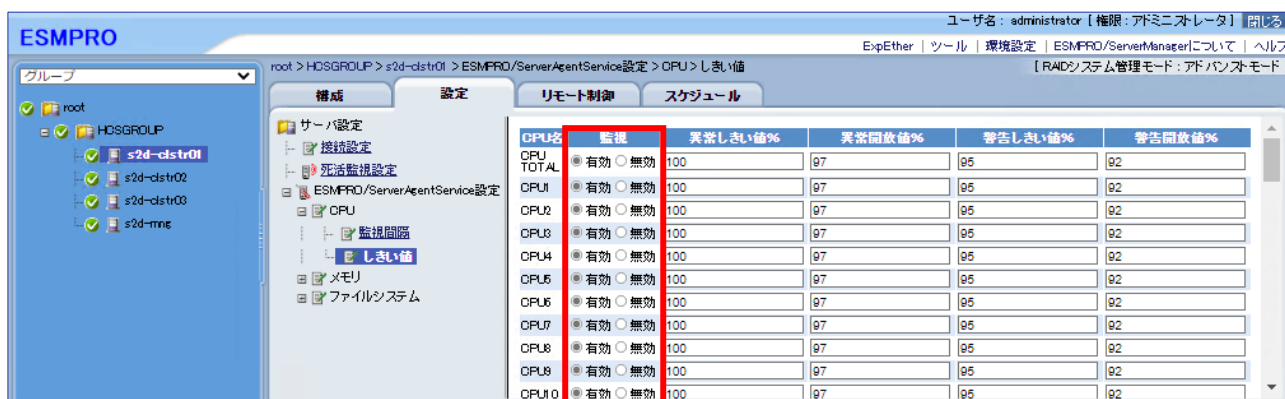 ユーザ名 : administrator [ 権限 : アドミニストレータ ] 閉じる
ESMPRO
ExpEther | ツール | 環境設定 | ESMPRO/ServerManagerについて | ヘルプ
グループ
root > HCSGROUP > s2d-clstr01 > ESMPRO/ServerAgentService設定 > CPU > しきい値
[ RAIDシステム管理モード : アドバンストモード
構成 設定 リモート制御 スケジュール
root
HCSGROUP
s2d-clstr01
s2d-clstr02
s2d-clstr03
s2d-mng
サーバ設定
接続設定
死活監視設定
ESMPRO/ServerAgentService設定
CPU
監視間隔
しきい値
メモリ
ファイルシステム
CPU名 監視 異常しきい値% 異常開放値% 警告しきい値% 警告開放値%
CPU TOTAL 有効 無効 100 97 95 92
CPU1 有効 無効 100 97 95 92
CPU2 有効 無効 100 97 95 92
CPU3 有効 無効 100 97 95 92
CPU4 有効 無効 100 97 95 92
CPU5 有効 無効 100 97 95 92
CPU6 有効 無効 100 97 95 92
CPU7 有効 無効 100 97 95 92
CPU8 有効 無効 100 97 95 92
CPU9 有効 無効 100 97 95 92
CPU10 有効 無効 100 97 95 92